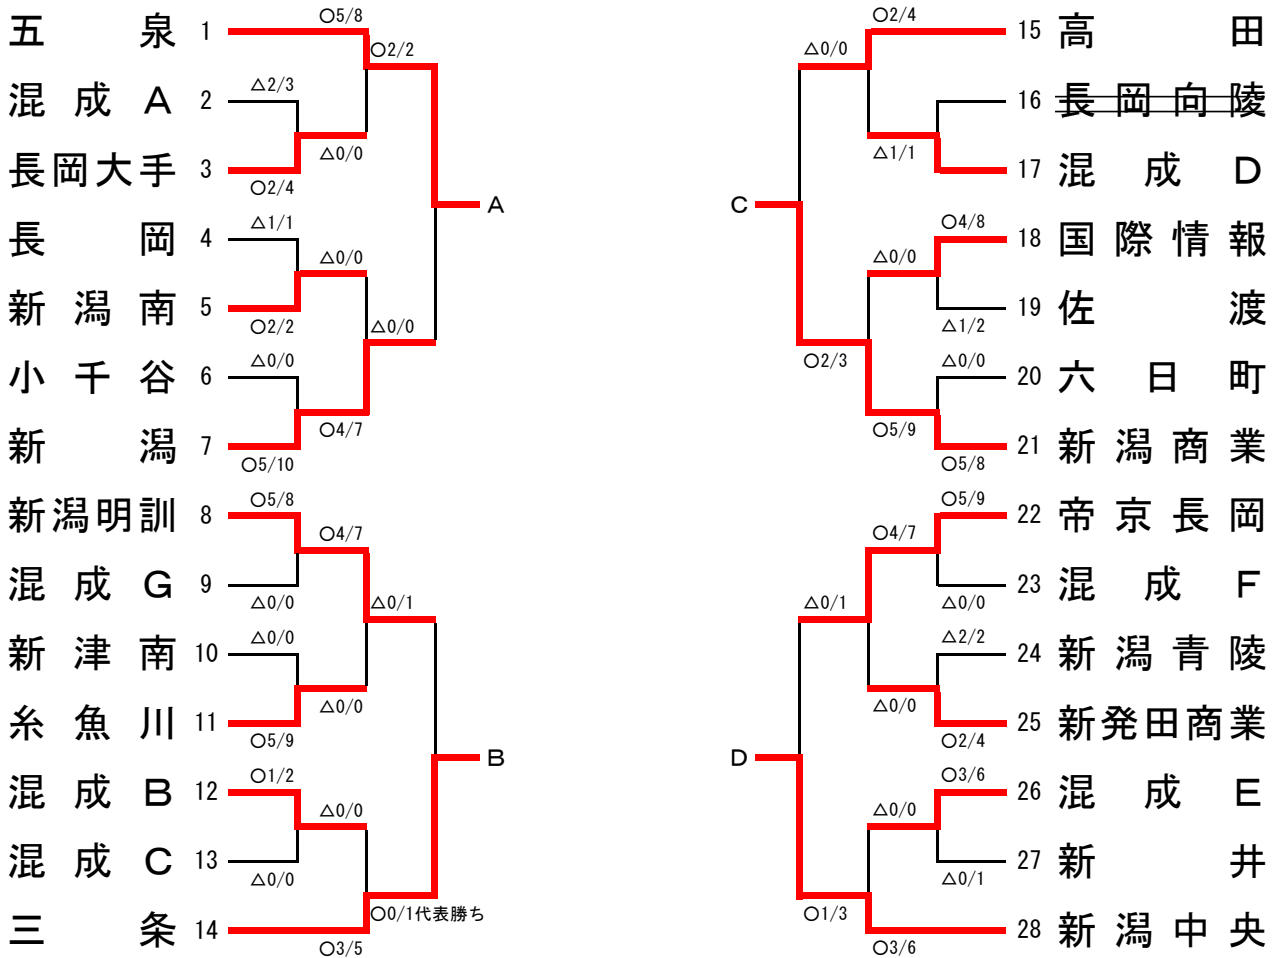 五泉 1 ○5/8
○2/2
混成A 2 △2/3
△0/0
長岡大手 3 ○2/4
A
長岡 4 △1/1
△0/0
新潟南 5 ○2/2
△0/0
小千谷 6 △0/0
○4/7
新潟 7 ○5/10
新潟明訓 8 ○5/8
○4/7
混成G 9 △0/0
△0/1
新津南 10 △0/0
△0/0
糸魚川 11 ○5/9
B
混成B 12 ○1/2
△0/0
混成C 13 △0/0
○0/1代表勝ち
三条 14 ○3/5
○2/4 15 高田
△0/0
16 長岡向陵
△1/1
17 混成D
C
○4/8 18 国際情報
△0/0
△1/2 19 佐渡
○2/3
△0/0 20 六日町
○5/9
○5/8 21 新潟商業
○5/9 22 帝京長岡
○4/7
△0/0 23 混成F
△0/1
△2/2 24 新潟青陵
△0/0
○2/4 25 新発田商業
D
○3/6 26 混成E
△0/0
△0/1 27 新井
○1/3
○3/6 28 新潟中央